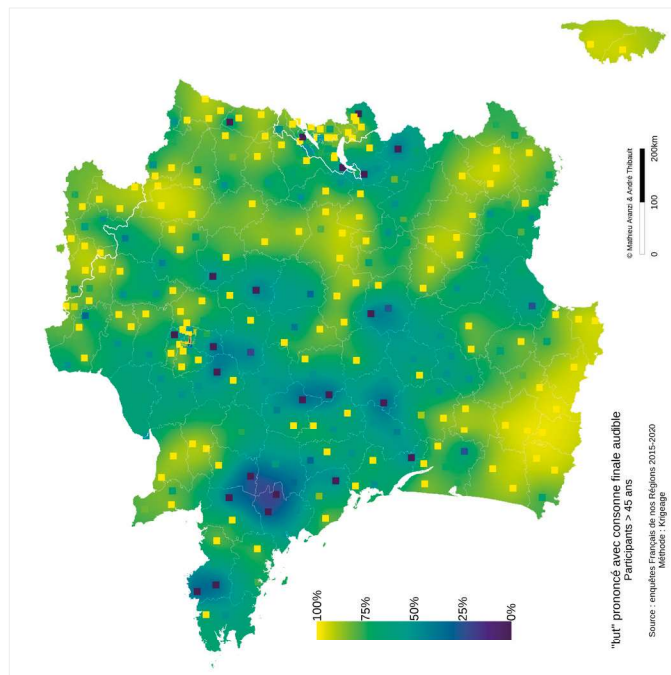 "but" prononcé avec consonne finale audible
Participants > 45 ans
Source : enquêtes Français de nos Régions 2015-2020
Méthode : Krigeage
100%
75%
50%
25%
0%
© Mathieu Avanzi & André Thibault
0
100
200km